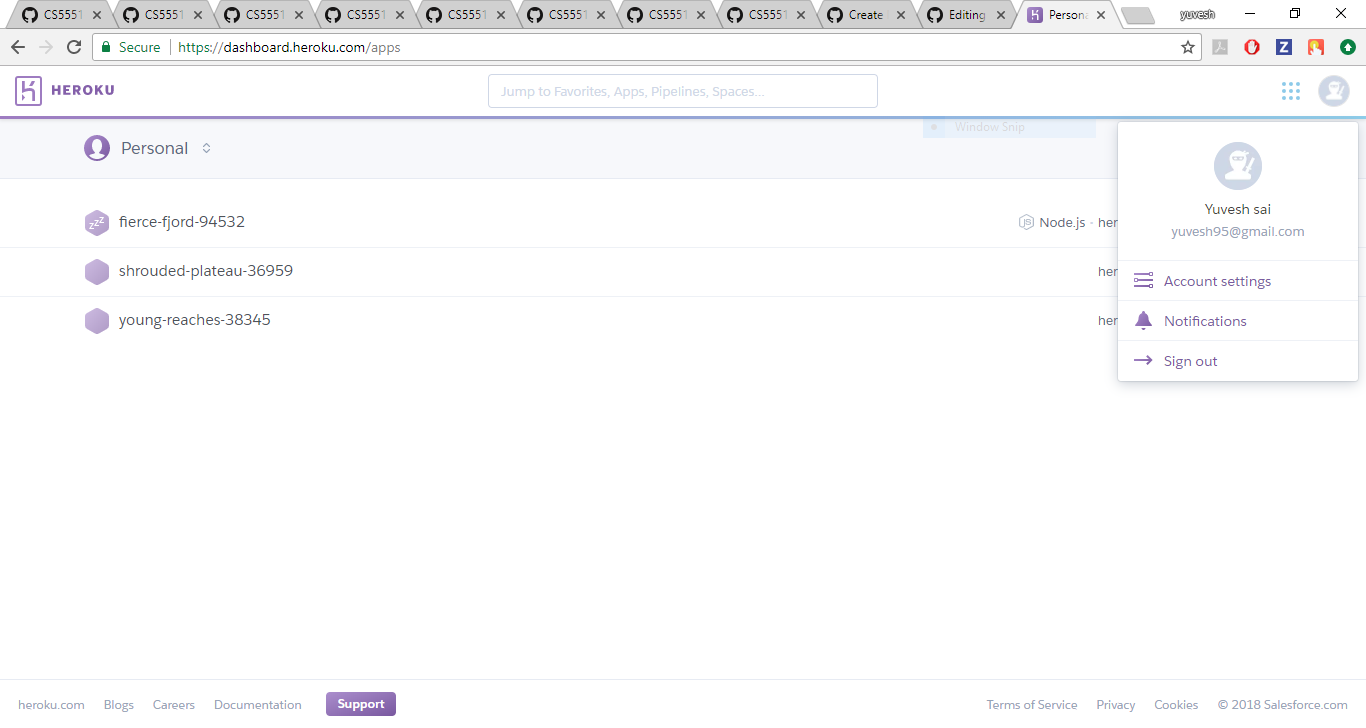 CS5551 CS5551 CS5551 CS5551 CS5551 CS5551 CS5551 CS5551 Create Editing Persona yuvesh
Secure https://dashboard.heroku.com/apps
HEROKU Jump to Favorites, Apps, Pipelines, Spaces...
Window Snip
Personal
fierce-fjord-94532 Node.js · her
shrouded-plateau-36959 her
young-reaches-38345 her
Yuvesh sai
yuvesh95@gmail.com
Account settings
Notifications
Sign out
heroku.com Blogs Careers Documentation Support Terms of Service Privacy Cookies © 2018 Salesforce.com